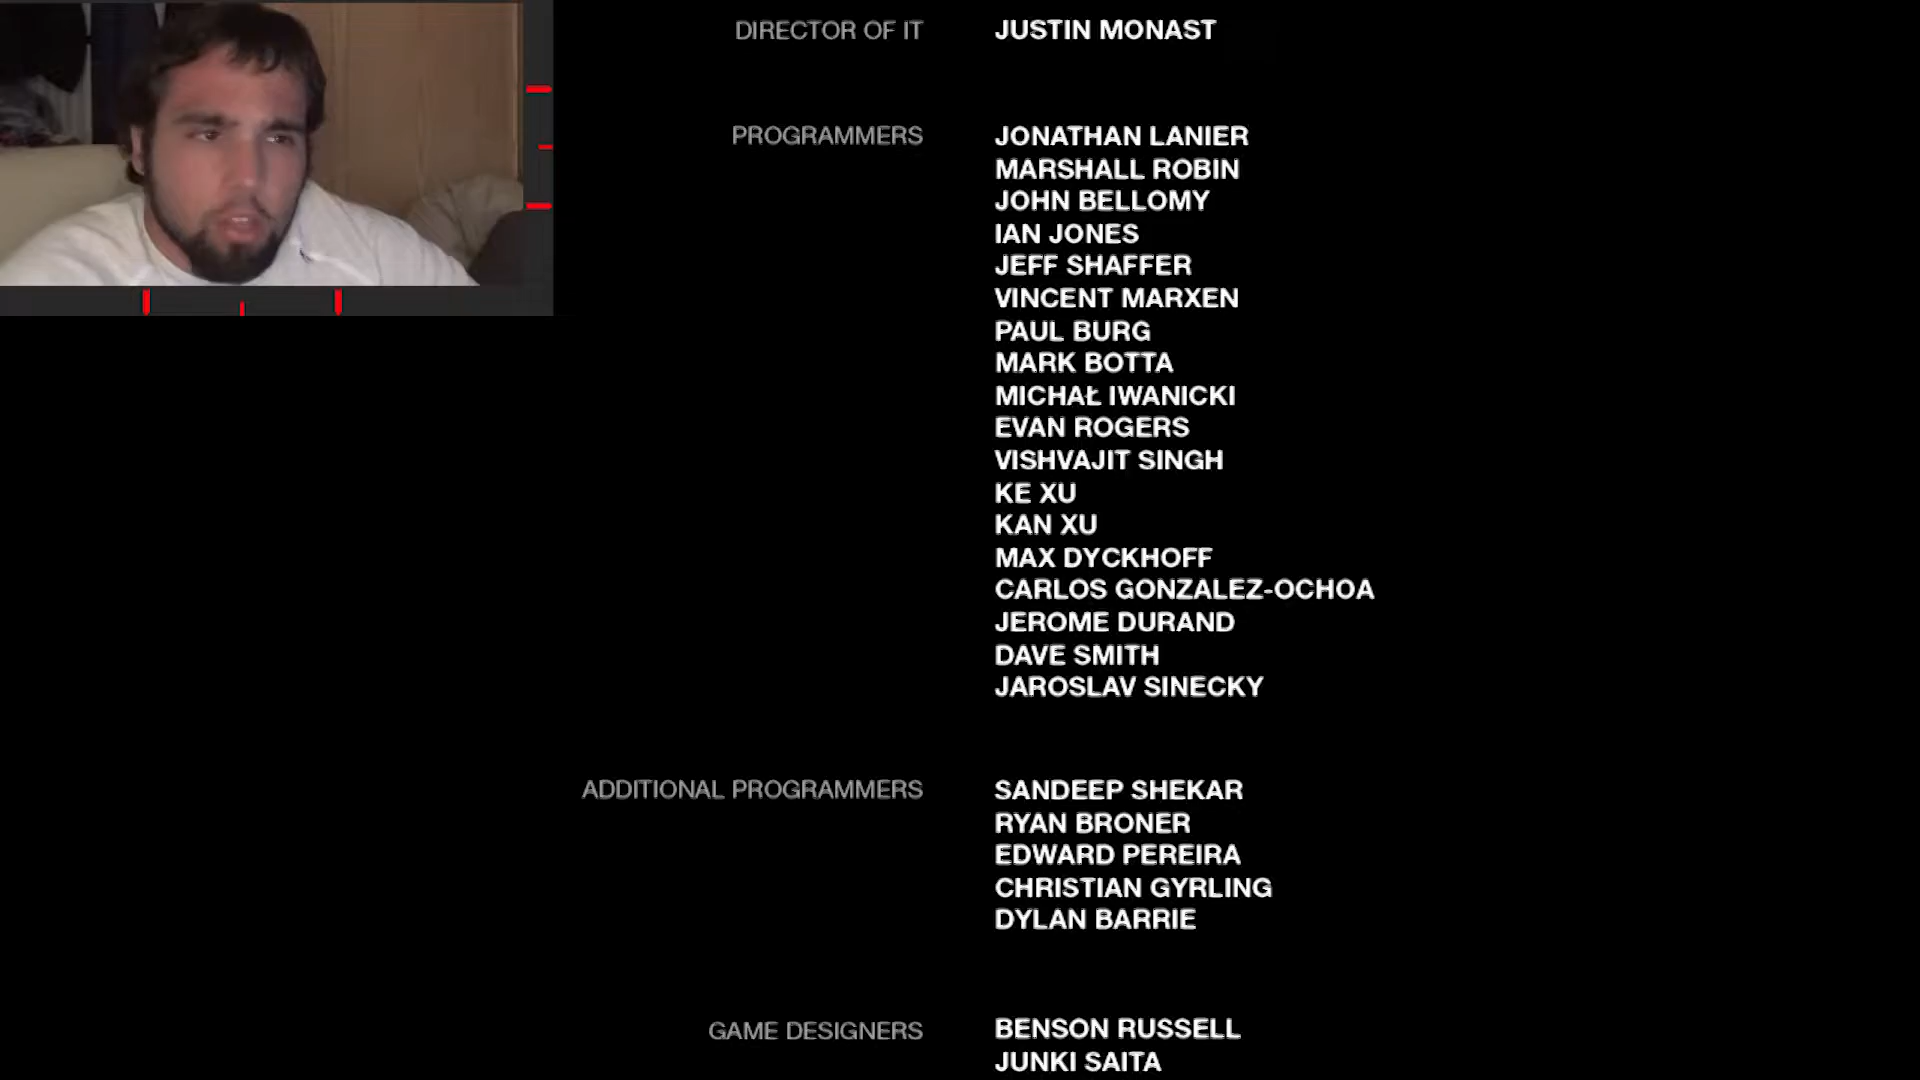 DIRECTOR OF IT JUSTIN MONAST
PROGRAMMERS JONATHAN LANIER
MARSHALL ROBIN
JOHN BELLOMY
IAN JONES
JEFF SHAFFER
VINCENT MARXEN
PAUL BURG
MARK BOTTA
MICHAŁ IWANICKI
EVAN ROGERS
VISHVAJIT SINGH
KE XU
KAN XU
MAX DYCKHOFF
CARLOS GONZALEZ-OCHOA
JEROME DURAND
DAVE SMITH
JAROSLAV SINECKY
ADDITIONAL PROGRAMMERS SANDEEP SHEKAR
RYAN BRONER
EDWARD PEREIRA
CHRISTIAN GYRLING
DYLAN BARRIE
GAME DESIGNERS BENSON RUSSELL
JUNKI SAITA